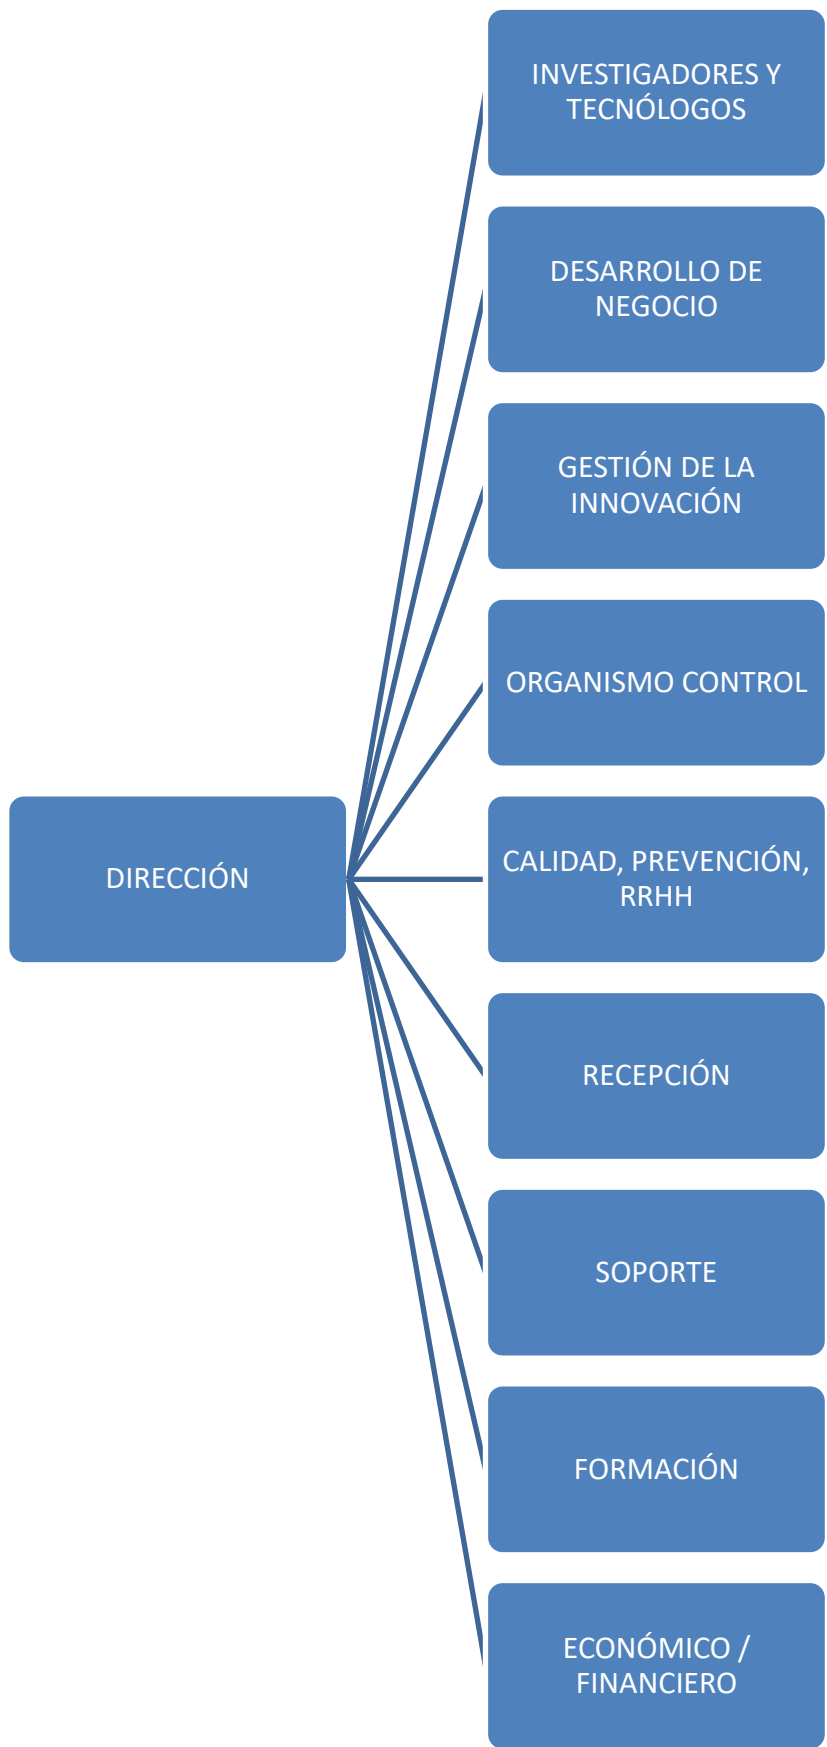 INVESTIGADORES Y
TECNÓLOGOS
DESARROLLO DE
NEGOCIO
GESTIÓN DE LA
INNOVACIÓN
ORGANISMO CONTROL
DIRECCIÓN
CALIDAD, PREVENCIÓN,
RRHH
RECEPCIÓN
SOPORTE
FORMACIÓN
ECONÓMICO /
FINANCIERO